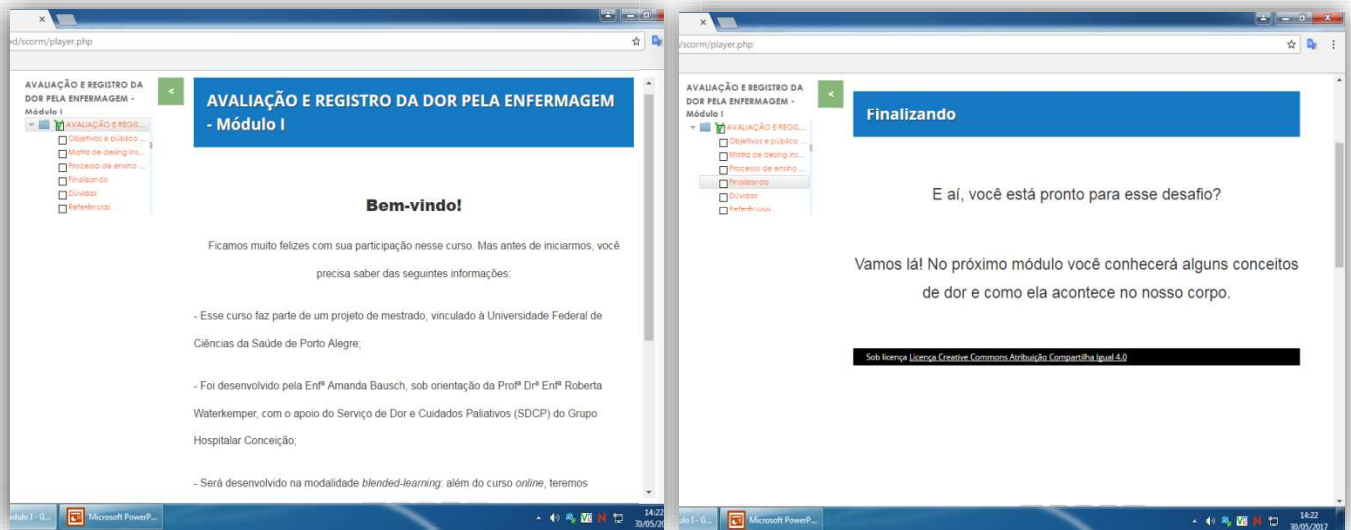 xd/scorm/player.php
AVALIAÇÃO E REGISTRO DA
DOR PELA ENFERMAGEM -
Módulo I
AVALIAÇÃO E REGIS...
Objetivos e público ...
Matriz de desing ins...
Processo de ensino ...
Finalizando
Dúvidas
Referências
<
AVALIAÇÃO E REGISTRO DA DOR PELA ENFERMAGEM
- Módulo I
Bem-vindo!
Ficamos muito felizes com sua participação nesse curso. Mas antes de iniciarmos, você
precisa saber das seguintes informações:
- Esse curso faz parte de um projeto de mestrado, vinculado à Universidade Federal de
Ciências da Saúde de Porto Alegre;
- Foi desenvolvido pela Enfª Amanda Bausch, sob orientação da Profª Drª Enfª Roberta
Waterkemper, com o apoio do Serviço de Dor e Cuidados Paliativos (SDCP) do Grupo
Hospitalar Conceição;
- Será desenvolvido na modalidade blended-learning: além do curso online, teremos
ódulo I - G...
Microsoft PowerP...
14:22
30/05/20
/scorm/player.php
AVALIAÇÃO E REGISTRO DA
DOR PELA ENFERMAGEM -
Módulo I
AVALIAÇÃO E REGIS...
Objetivos e público ...
Matriz de desing ins...
Processo de ensino ...
Finalizando
Dúvidas
Referências
<
Finalizando
E aí, você está pronto para esse desafio?
Vamos lá! No próximo módulo você conhecerá alguns conceitos
de dor e como ela acontece no nosso corpo.
Sob licença Licença Creative Commons Atribuição Compartilha Igual 4.0
ulo I - G...
Microsoft PowerP...
14:22
30/05/2017